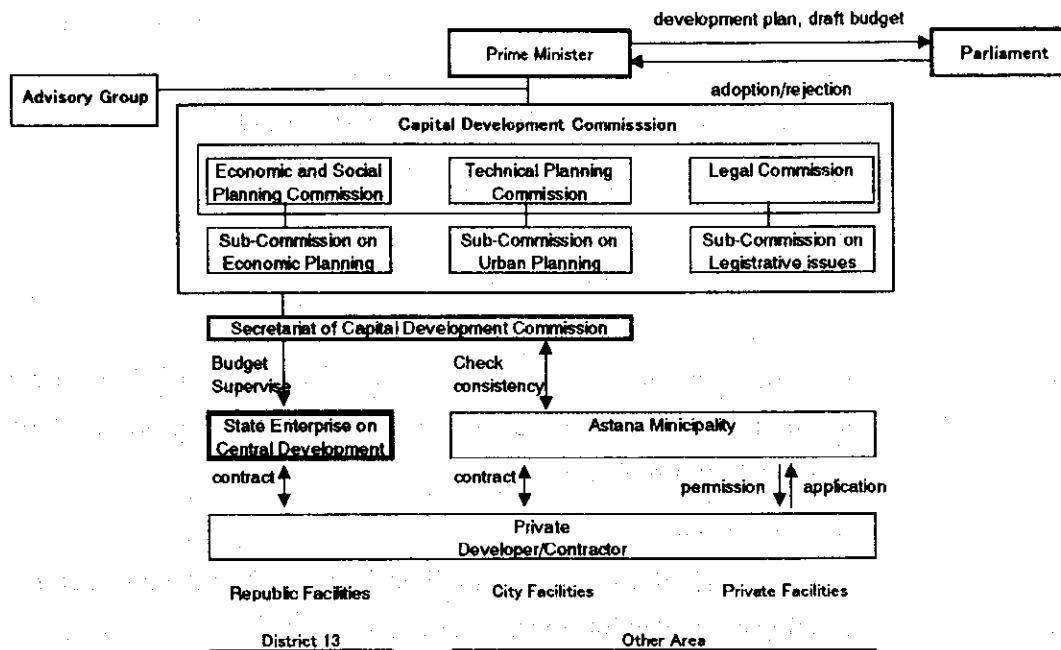 development plan, draft budget
Prime Minister
Parliament
Advisory Group
adoption/rejection
Capital Development Commisssion
Economic and Social
Planning Commission
Technical Planning
Commission
Legal Commission
Sub-Commission on
Economic Planning
Sub-Commission on
Urban Planning
Sub-Commission on
Legistrative issues
Secretariat of Capital Development Commission
Budget
Supervise
Check
consistency
State Enterprise on
Central Development
Astana Minicipality
contract
contract
permission
application
Private
Developer/Contractor
Republic Facilities
City Facilities
Private Facilities
District 13
Other Area